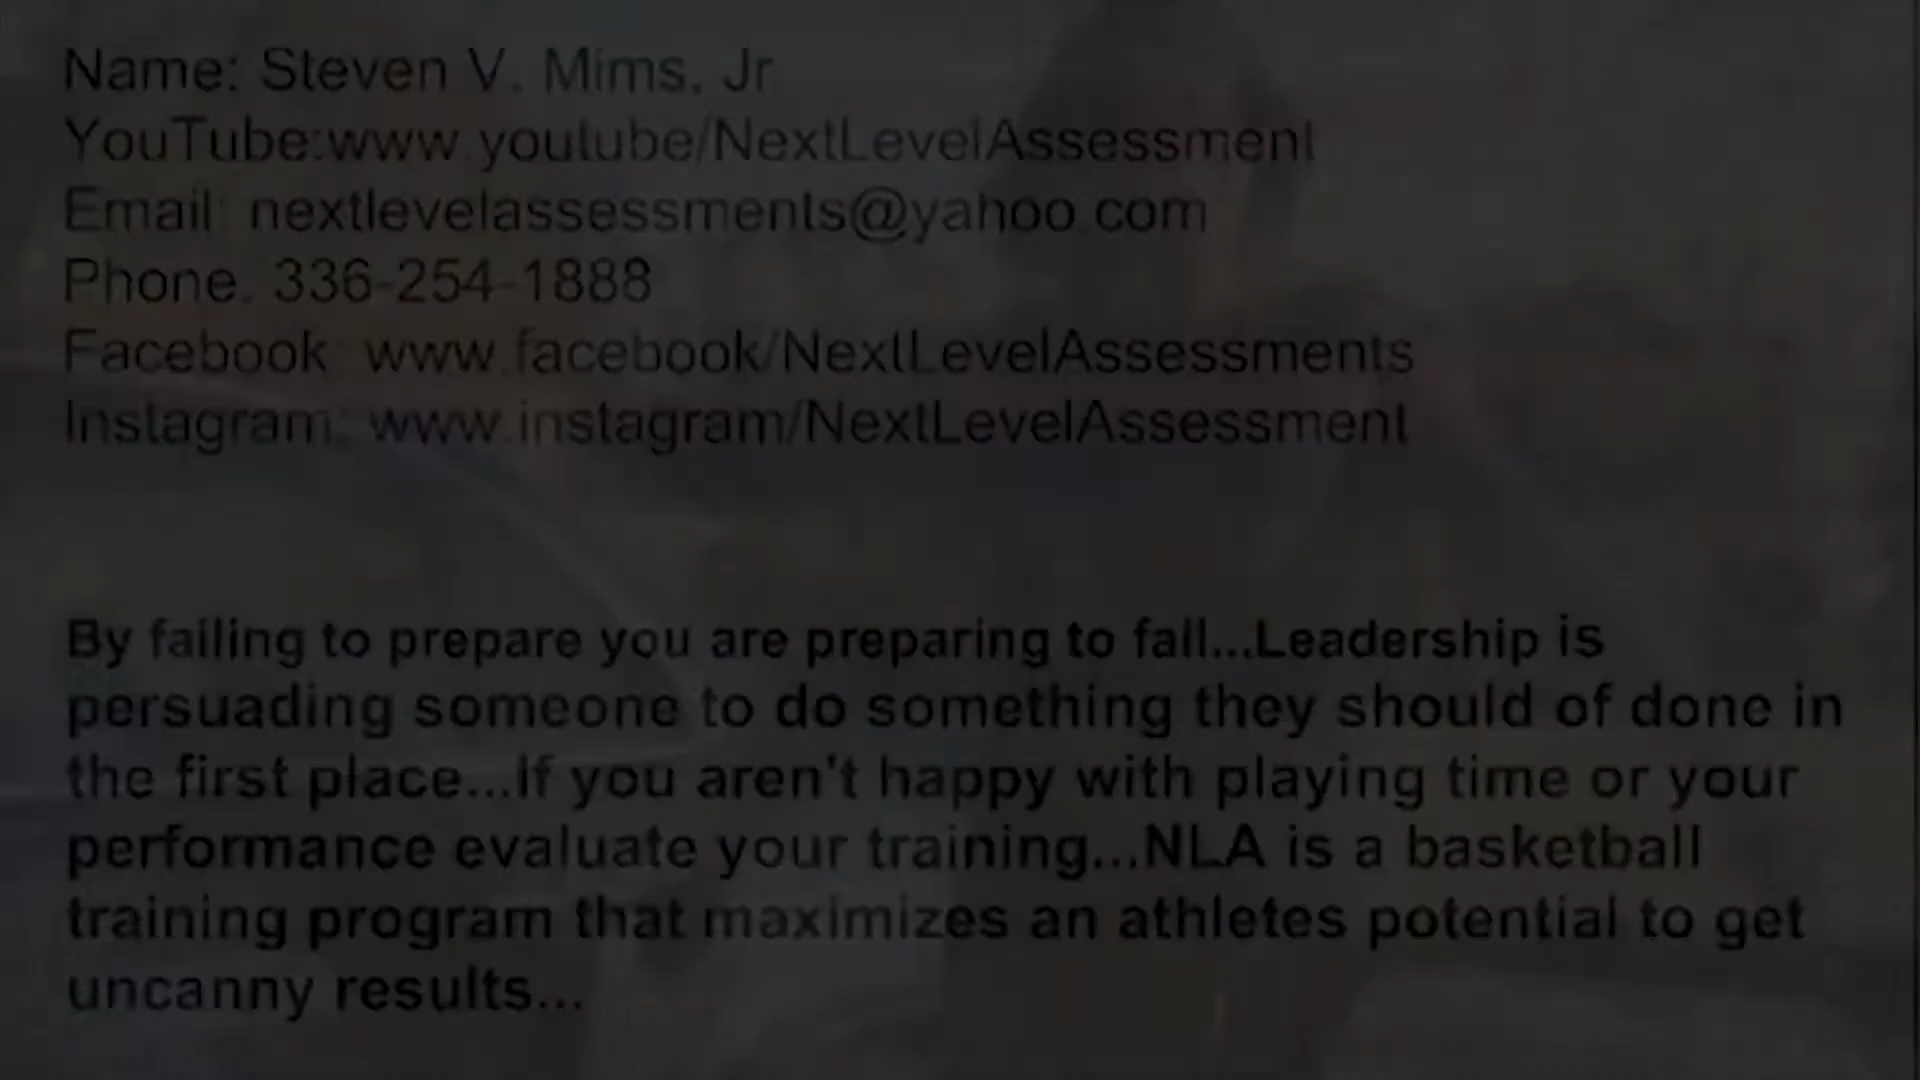 Name: Steven V. Mims, Jr
YouTube:www.youtube/NextLevelAssessment
Email: nextlevelassessments@yahoo.com
Phone. 336-254-1888
Facebook: www.facebook/NextLevelAssessments
Instagram: www.instagram/NextLevelAssessment
By failing to prepare you are preparing to fail...Leadership is
persuading someone to do something they should of done in
the first place...If you aren't happy with playing time or your
performance evaluate your training...NLA is a basketball
training program that maximizes an athletes potential to get
uncanny results...